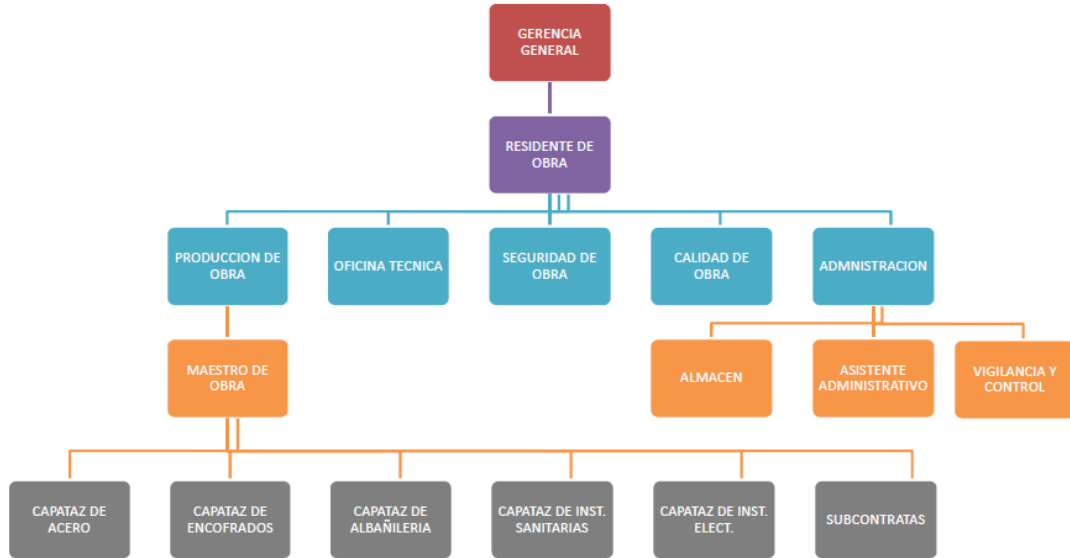 GERENCIA
GENERAL
RESIDENTE DE
OBRA
PRODUCCION DE
OBRA
OFICINA TECNICA
SEGURIDAD DE
OBRA
CALIDAD DE
OBRA
ADMNISTRACION
MAESTRO DE
OBRA
ALMACEN
ASISTENTE
ADMINISTRATIVO
VIGILANCIA Y
CONTROL
CAPATAZ DE
ACERO
CAPATAZ DE
ENCOFRADOS
CAPATAZ DE
ALBAÑILERIA
CAPATAZ DE INST.
SANITARIAS
CAPATAZ DE INST.
ELECT.
SUBCONTRATAS